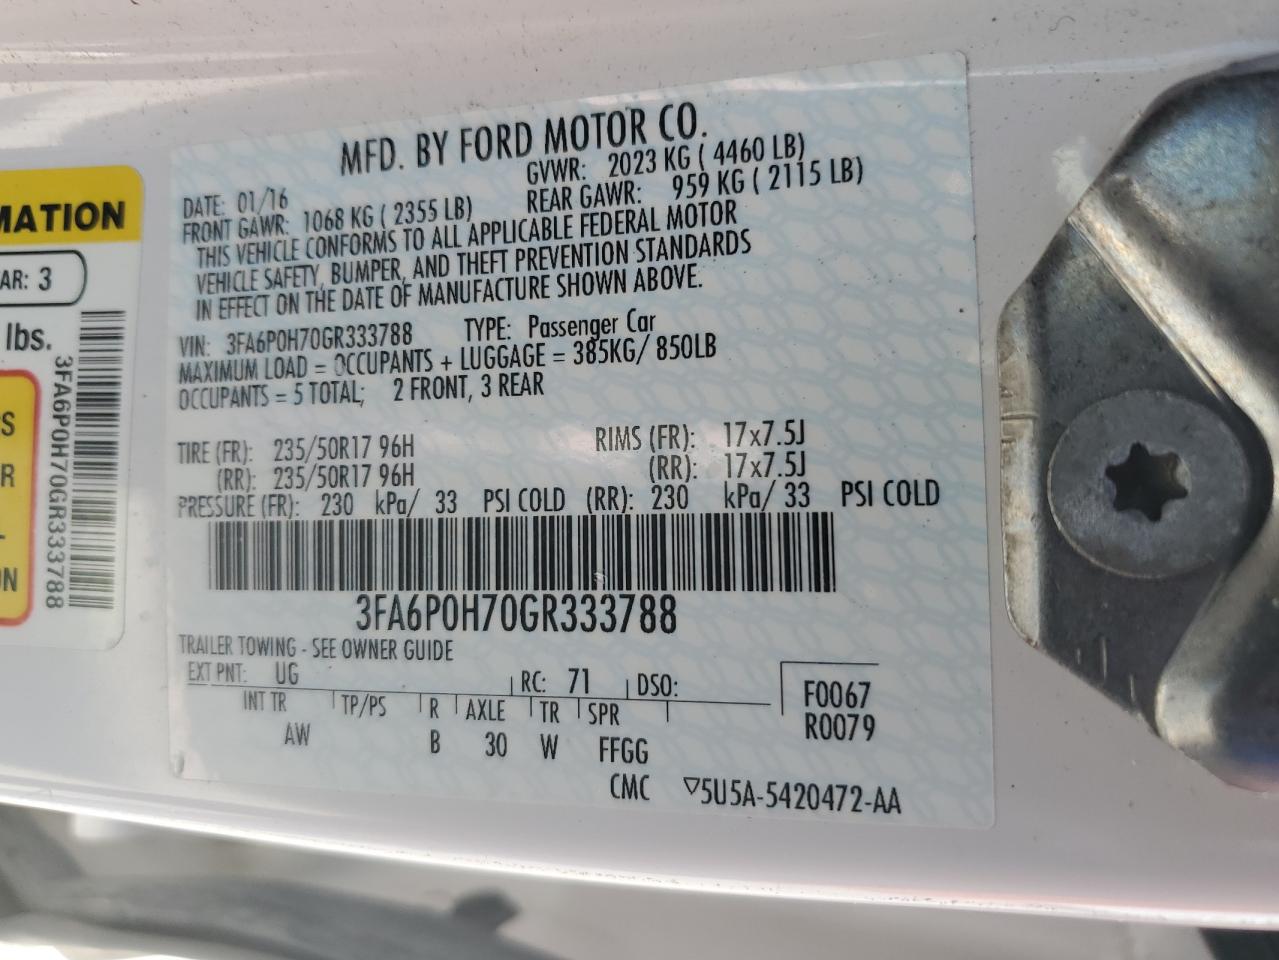 MATION
AR: 3
lbs.
3FA6P0H70GR333788
S
R
ON
MFD. BY FORD MOTOR CO.
DATE: 01/16 GVWR: 2023 KG ( 4460 LB)
FRONT GAWR: 1068 KG ( 2355 LB) REAR GAWR: 959 KG ( 2115 LB)
THIS VEHICLE CONFORMS TO ALL APPLICABLE FEDERAL MOTOR
VEHICLE SAFETY, BUMPER, AND THEFT PREVENTION STANDARDS
IN EFFECT ON THE DATE OF MANUFACTURE SHOWN ABOVE.
VIN: 3FA6P0H70GR333788 TYPE: Passenger Car
MAXIMUM LOAD = OCCUPANTS + LUGGAGE = 385KG/ 850LB
OCCUPANTS = 5 TOTAL; 2 FRONT, 3 REAR
TIRE (FR): 235/50R17 96H RIMS (FR): 17x7.5J
(RR): 235/50R17 96H (RR): 17x7.5J
PRESSURE (FR): 230 kPa/ 33 PSI COLD (RR): 230 kPa/ 33 PSI COLD
3FA6P0H70GR333788
TRAILER TOWING - SEE OWNER GUIDE
EXT PNT: UG RC: 71 DSO:
INT TR TP/PS R AXLE TR SPR
AW B 30 W FFGG
F0067
R0079
CMC ▽5U5A-5420472-AA